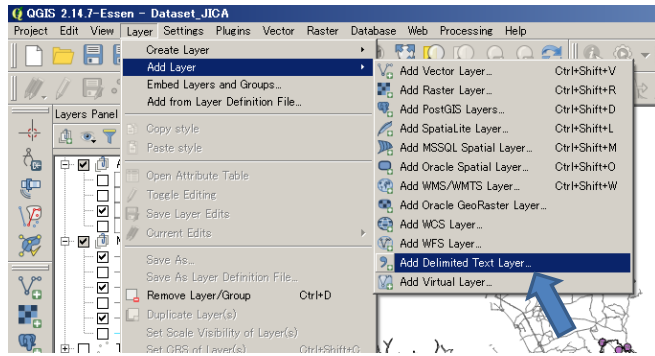 QGIS 2.14.7-Essen - Dataset_JICA
Project Edit View Layer Settings Plugins Vector Raster Database Web Processing Help
Create Layer
Add Layer
Embed Layers and Groups...
Add from Layer Definition File...
Copy style
Paste style
Open Attribute Table
Toggle Editing
Save Layer Edits
Current Edits
Save As...
Save As Layer Definition File...
Remove Layer/Group Ctrl+D
Duplicate Layer(s)
Set Scale Visibility of Layer(s)
Set CRS of Layer(s) Ctrl+Shift+C
Add Vector Layer... Ctrl+Shift+V
Add Raster Layer... Ctrl+Shift+R
Add PostGIS Layers... Ctrl+Shift+D
Add SpatiaLite Layer... Ctrl+Shift+L
Add MSSQL Spatial Layer... Ctrl+Shift+M
Add Oracle Spatial Layer... Ctrl+Shift+O
Add WMS/WMTS Layer... Ctrl+Shift+W
Add Oracle GeoRaster Layer...
Add WCS Layer...
Add WFS Layer...
Add Delimited Text Layer...
Add Virtual Layer...
Layers Panel